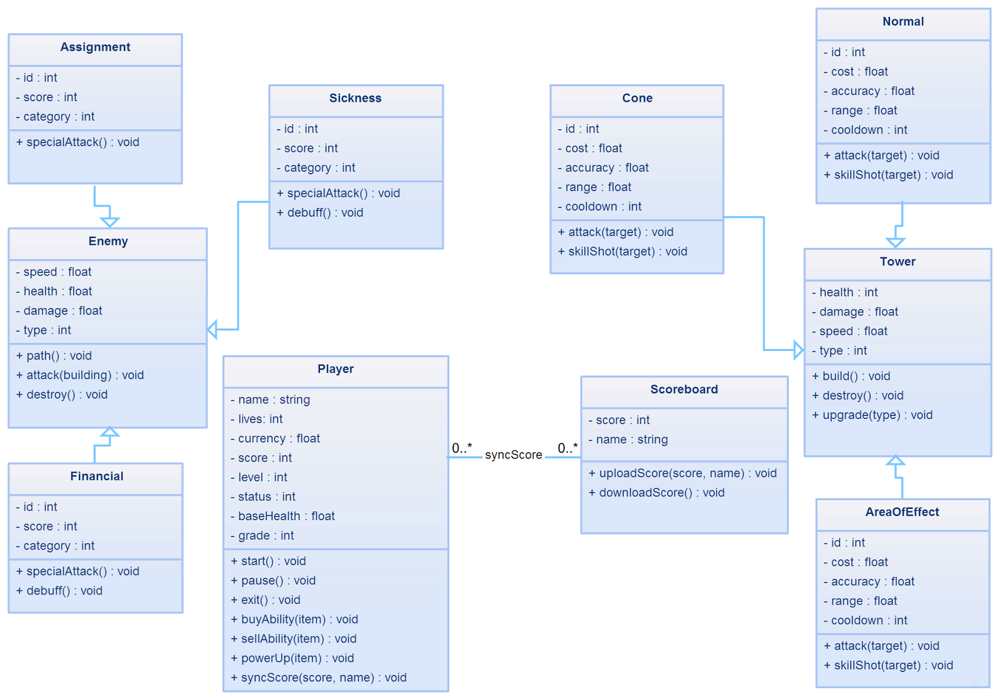 Assignment
- id : int
- score : int
- category : int
+ specialAttack() : void
Sickness
- id : int
- score : int
- category : int
+ specialAttack() : void
+ debuff() : void
Cone
- id : int
- cost : float
- accuracy : float
- range : float
- cooldown : int
+ attack(target) : void
+ skillShot(target) : void
Normal
- id : int
- cost : float
- accuracy : float
- range : float
- cooldown : int
+ attack(target) : void
+ skillShot(target) : void
Enemy
- speed : float
- health : float
- damage : float
- type : int
+ path() : void
+ attack(building) : void
+ destroy() : void
Tower
- health : int
- damage : float
- speed : float
- type : int
+ build() : void
+ destroy() : void
+ upgrade(type) : void
Player
- name : string
- lives: int
- currency : float
- score : int
- level : int
- status : int
- baseHealth : float
- grade : int
+ start() : void
+ pause() : void
+ exit() : void
+ buyAbility(item) : void
+ sellAbility(item) : void
+ powerUp(item) : void
+ syncScore(score, name) : void
0..* syncScore 0..*
Scoreboard
- score : int
- name : string
+ uploadScore(score, name) : void
+ downloadScore() : void
Financial
- id : int
- score : int
- category : int
+ specialAttack() : void
+ debuff() : void
AreaOfEffect
- id : int
- cost : float
- accuracy : float
- range : float
- cooldown : int
+ attack(target) : void
+ skillShot(target) : void